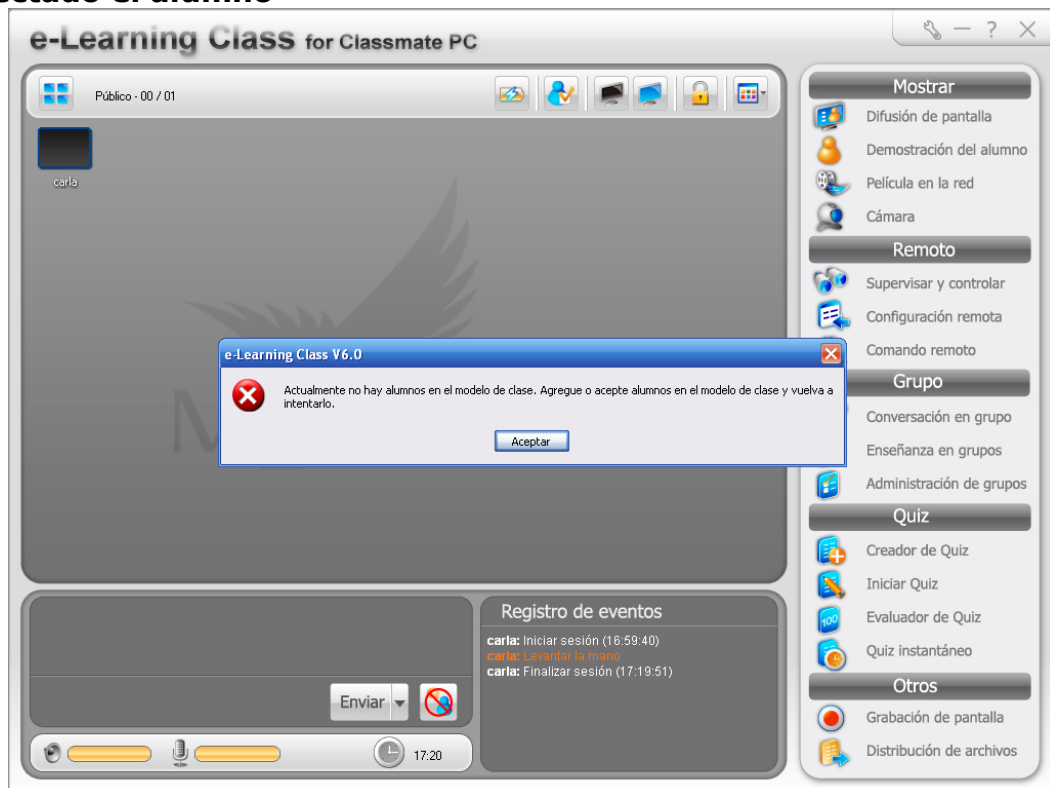 e-Learning Class for Classmate PC
?
Público - 00 / 01
carla
e-Learning Class V6.0
Actualmente no hay alumnos en el modelo de clase. Agregue o acepte alumnos en el modelo de clase y vuelva a
intentarlo.
Aceptar
Mostrar
Difusión de pantalla
Demostración del alumno
Película en la red
Cámara
Remoto
Supervisar y controlar
Configuración remota
Comando remoto
Grupo
Conversación en grupo
Enseñanza en grupos
Administración de grupos
Quiz
Creador de Quiz
Iniciar Quiz
100
Evaluador de Quiz
Quiz instantáneo
Otros
Grabación de pantalla
Distribución de archivos
Registro de eventos
carla: Iniciar sesión (16:59:40)
carla: Levantar la mano
carla: Finalizar sesión (17:19:51)
Enviar
17:20